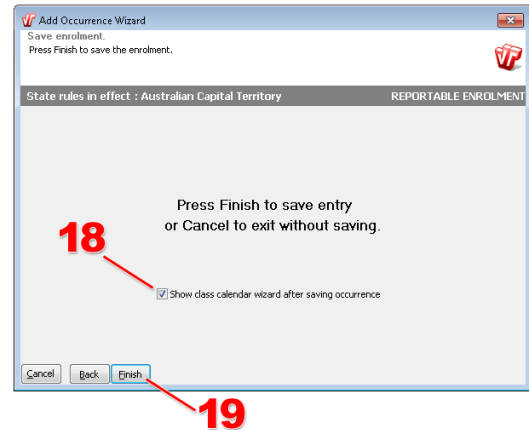 Add Occurrence Wizard
Save enrolment.
Press Finish to save the enrolment.
State rules in effect : Australian Capital Territory REPORTABLE ENROLMENT
Press Finish to save entry
or Cancel to exit without saving.
18
Show class calendar wizard after saving occurrence
Cancel Back Finish
19